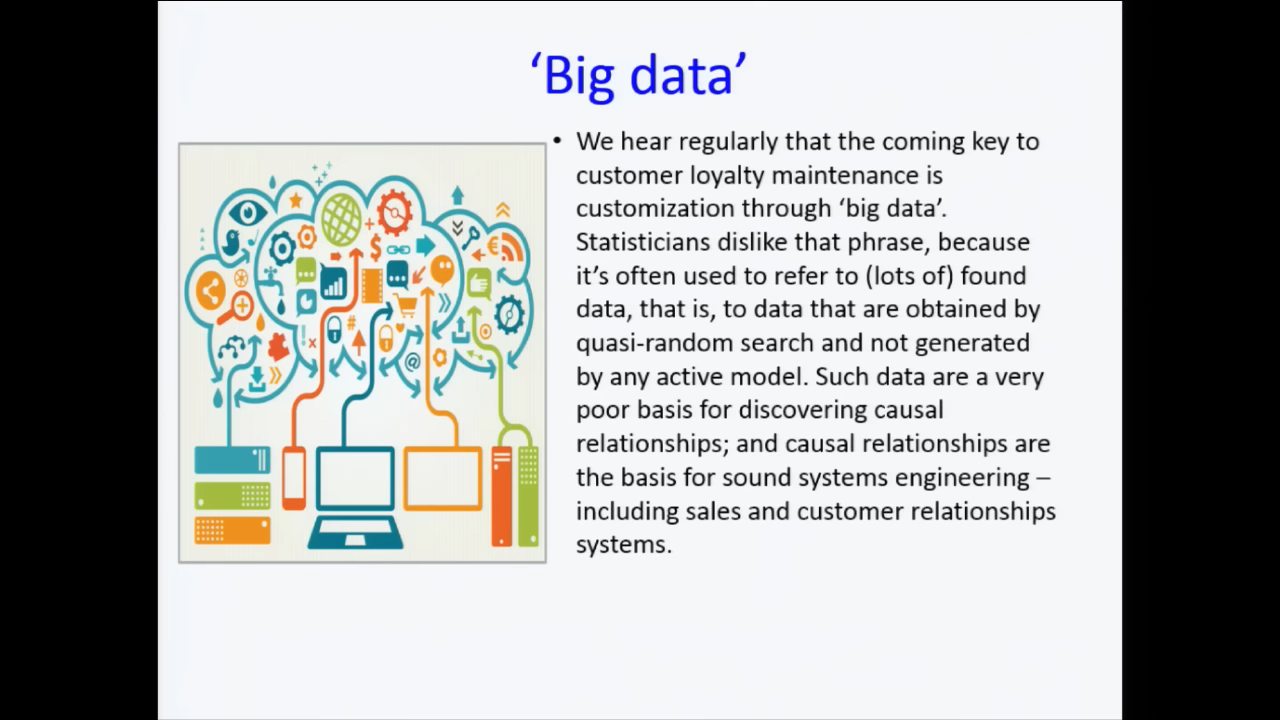 ‘Big data’
• We hear regularly that the coming key to
customer loyalty maintenance is
customization through ‘big data’.
Statisticians dislike that phrase, because
it’s often used to refer to (lots of) found
data, that is, to data that are obtained by
quasi-random search and not generated
by any active model. Such data are a very
poor basis for discovering causal
relationships; and causal relationships are
the basis for sound systems engineering –
including sales and customer relationships
systems.